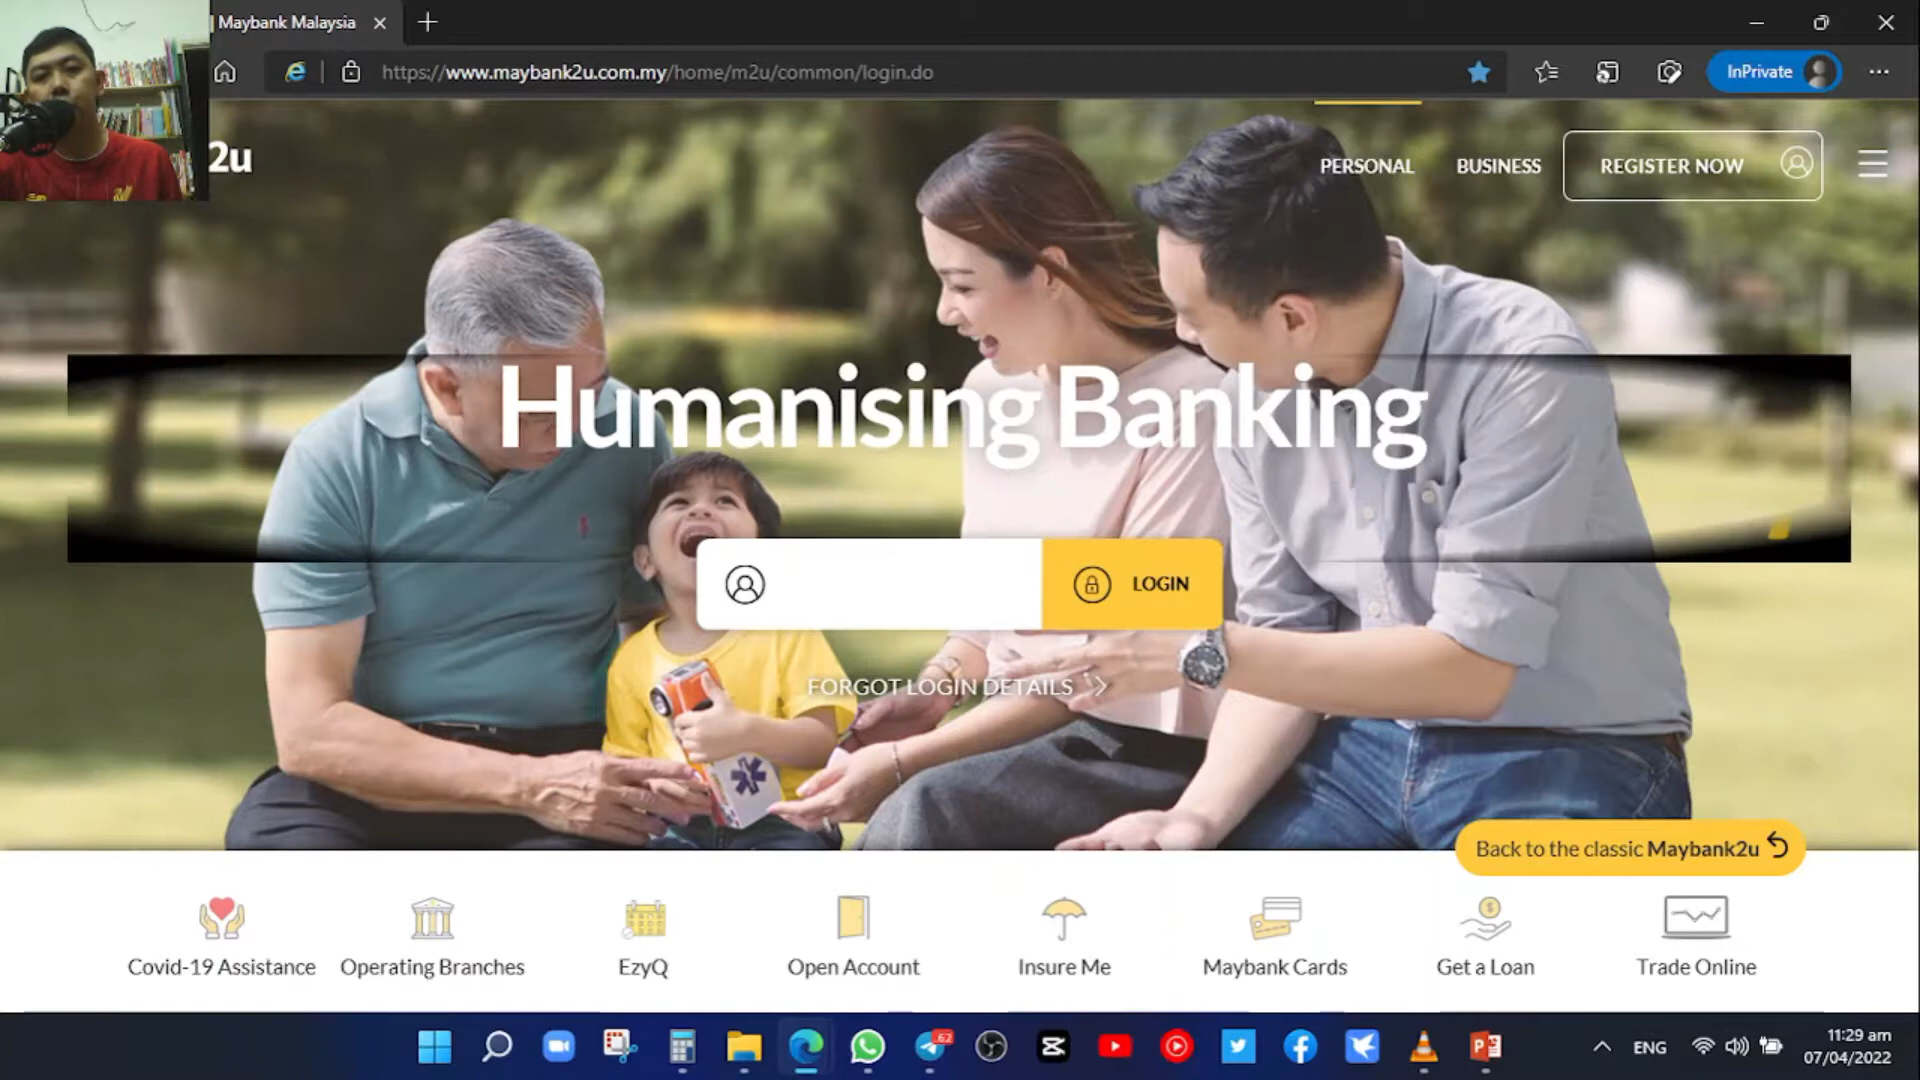 Maybank Malaysia
https://www.maybank2u.com.my/home/m2u/common/login.do
InPrivate
2u
PERSONAL
BUSINESS
REGISTER NOW
Humanising Banking
LOGIN
FORGOT LOGIN DETAILS
Back to the classic Maybank2u
Covid-19 Assistance
Operating Branches
EzyQ
Open Account
Insure Me
Maybank Cards
Get a Loan
Trade Online
62
ENG
11:29 am
07/04/2022